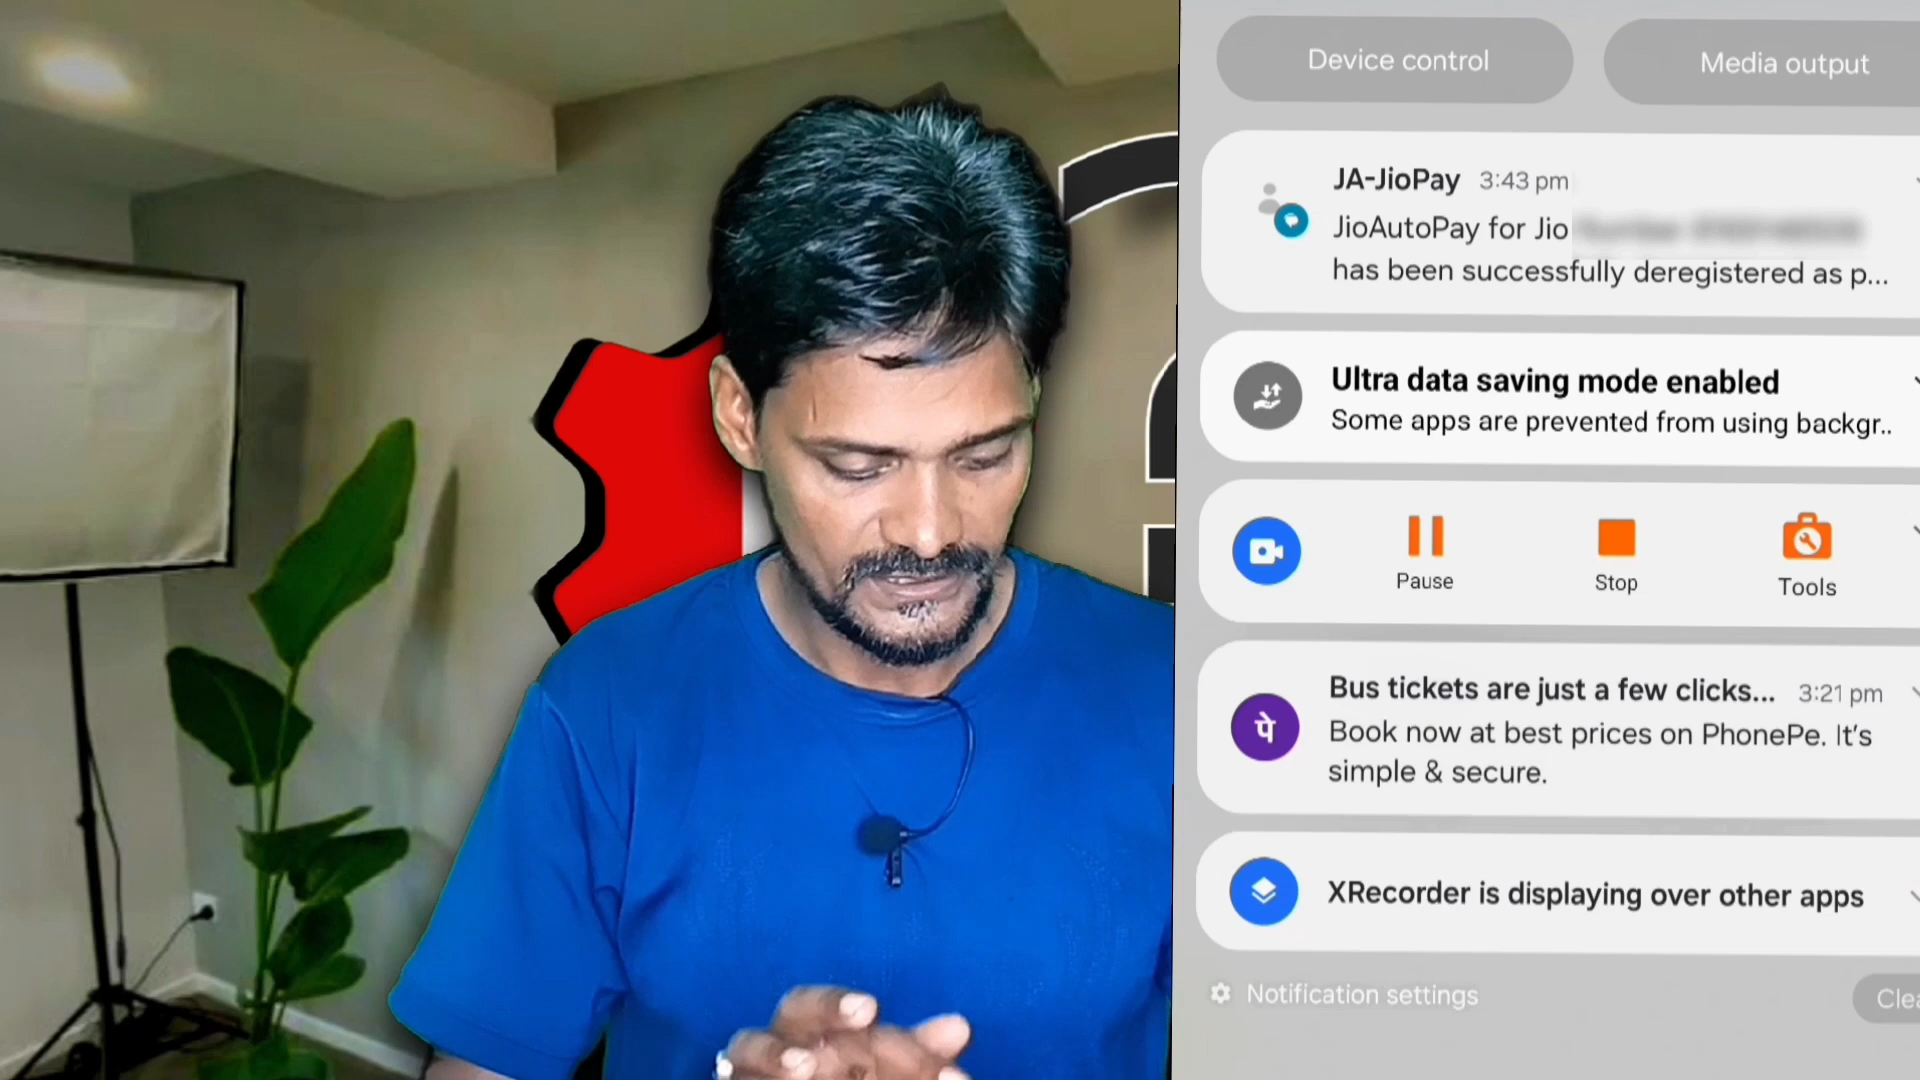 Device control
Media output
JA-JioPay 3:43 pm
JioAutoPay for Jio
has been successfully deregistered as p...
Ultra data saving mode enabled
Some apps are prevented from using backgr..
Pause
Stop
Tools
Bus tickets are just a few clicks... 3:21 pm
पे
Book now at best prices on PhonePe. It's
simple & secure.
XRecorder is displaying over other apps
Notification settings